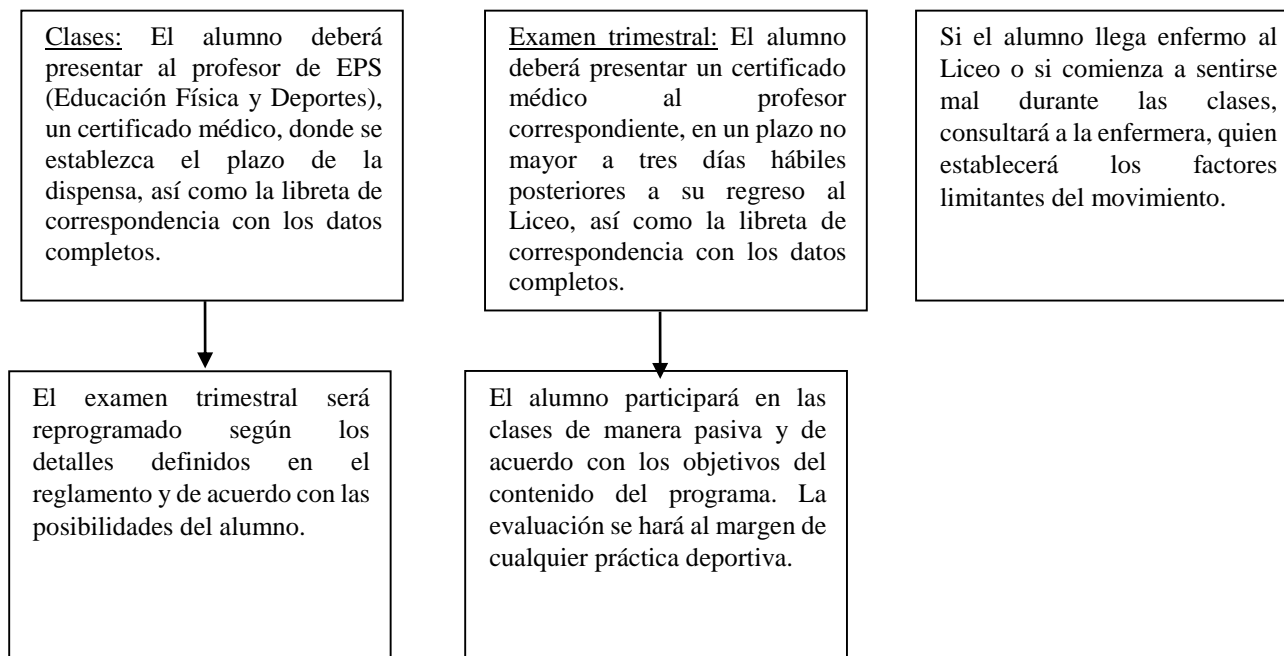 Clases: El alumno deberá
presentar al profesor de EPS
(Educación Física y Deportes),
un certificado médico, donde se
establezca el plazo de la
dispensa, así como la libreta de
correspondencia con los datos
completos.
Examen trimestral: El alumno
deberá presentar un certificado
médico al profesor
correspondiente, en un plazo no
mayor a tres días hábiles
posteriores a su regreso al
Liceo, así como la libreta de
correspondencia con los datos
completos.
Si el alumno llega enfermo al
Liceo o si comienza a sentirse
mal durante las clases,
consultará a la enfermera, quien
establecerá los factores
limitantes del movimiento.
El examen trimestral será
reprogramado según los
detalles definidos en el
reglamento y de acuerdo con las
posibilidades del alumno.
El alumno participará en las
clases de manera pasiva y de
acuerdo con los objetivos del
contenido del programa. La
evaluación se hará al margen de
cualquier práctica deportiva.